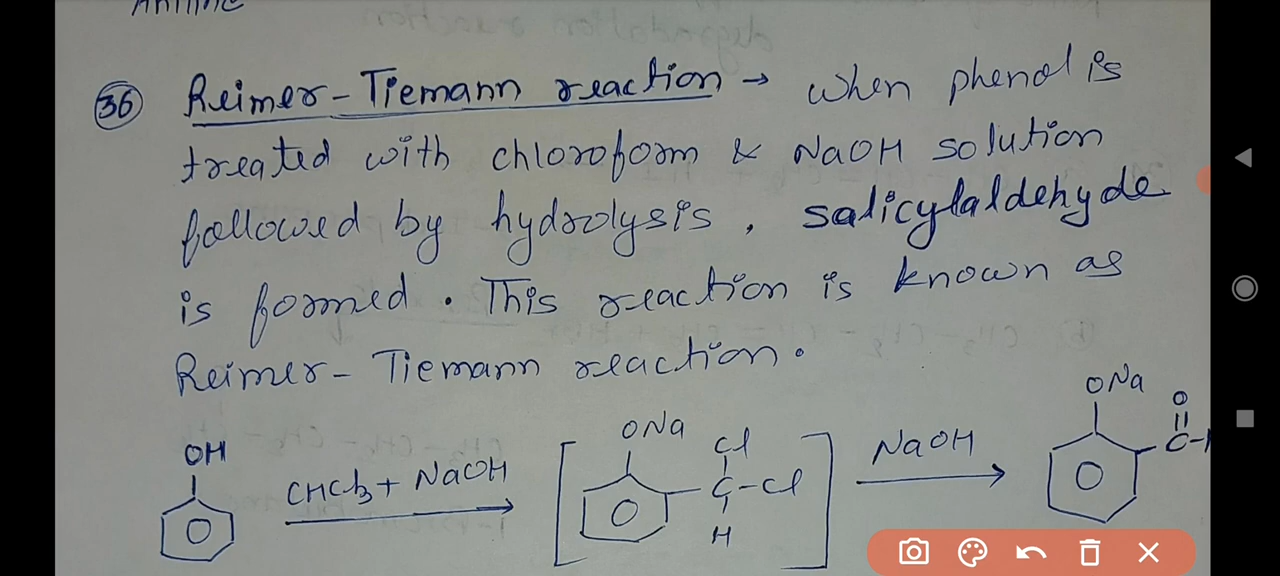 Aniline
(36) Reimer-Tiemann reaction → when phenol is
treated with chloroform & NaOH solution
followed by hydrolysis, salicylaldehyde
is formed. This reaction is known as
Reimer-Tiemann reaction.
OH
CHCl3 + NaOH
ONa
Cl
C-Cl
H
NaOH
ONa
O
C-H